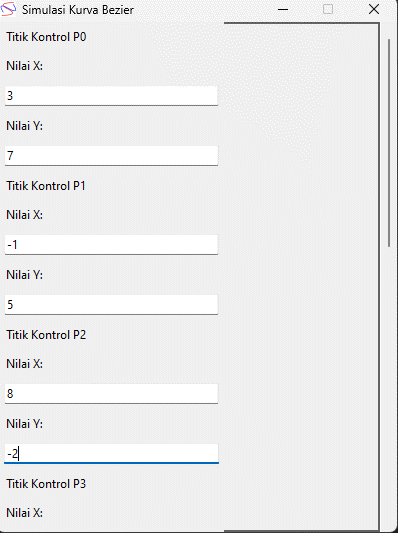 Simulasi Kurva Bezier
Titik Kontrol P0
Nilai X:
3
Nilai Y:
7
Titik Kontrol P1
Nilai X:
-1
Nilai Y:
5
Titik Kontrol P2
Nilai X:
8
Nilai Y:
-2
Titik Kontrol P3
Nilai X: